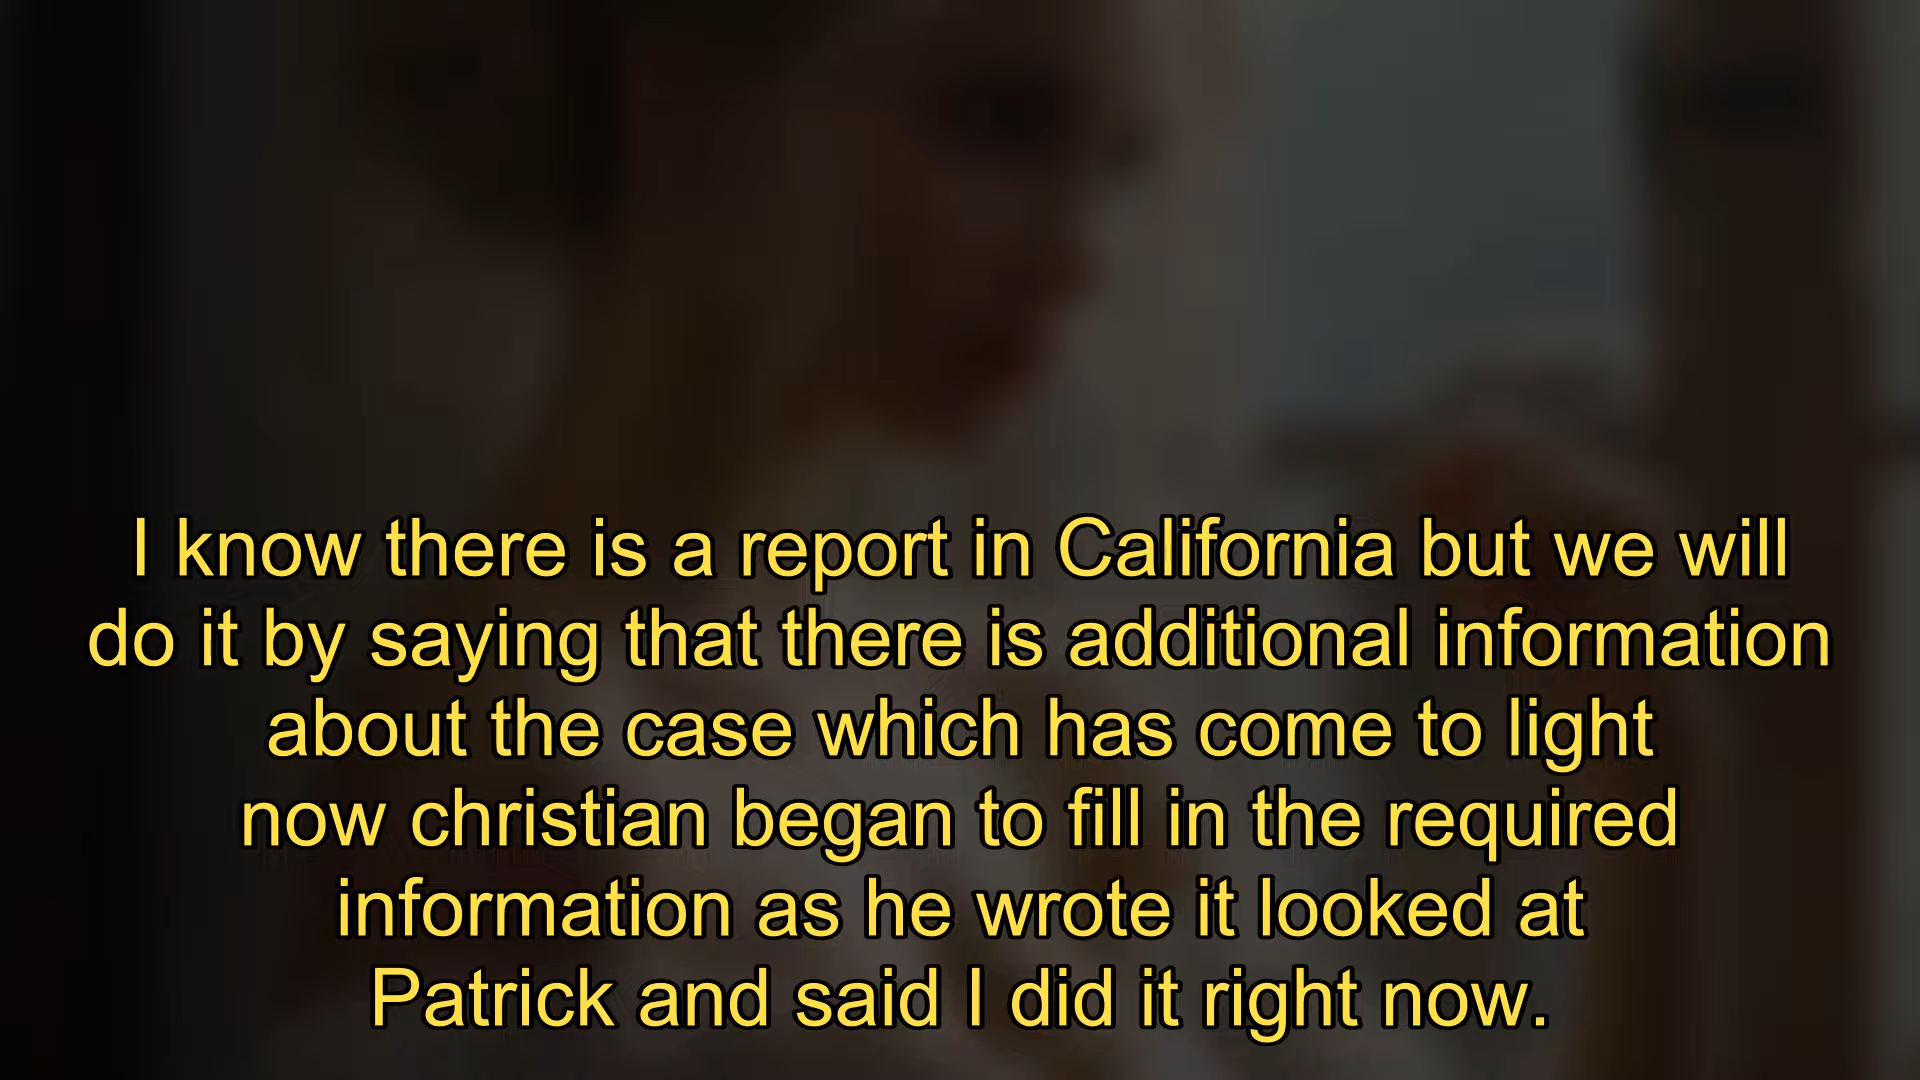 I know there is a report in California but we will
do it by saying that there is additional information
about the case which has come to light
now christian began to fill in the required
information as he wrote it looked at
Patrick and said I did it right now.